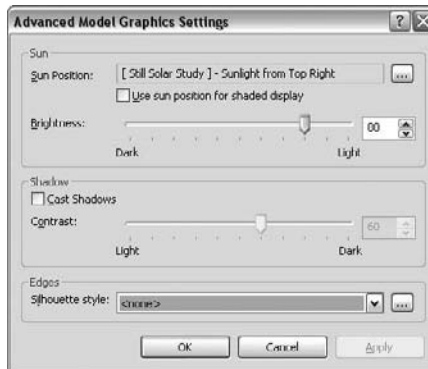 Advanced Model Graphics Settings
Sun
Sun Position: [ Still Solar Study ] - Sunlight from Top Right ...
Use sun position for shaded display
Brightness: 80
Dark Light
Shadow
Cast Shadows
Contrast: 60
Light Dark
Edges
Silhouette style: <none> ...
OK Cancel Apply